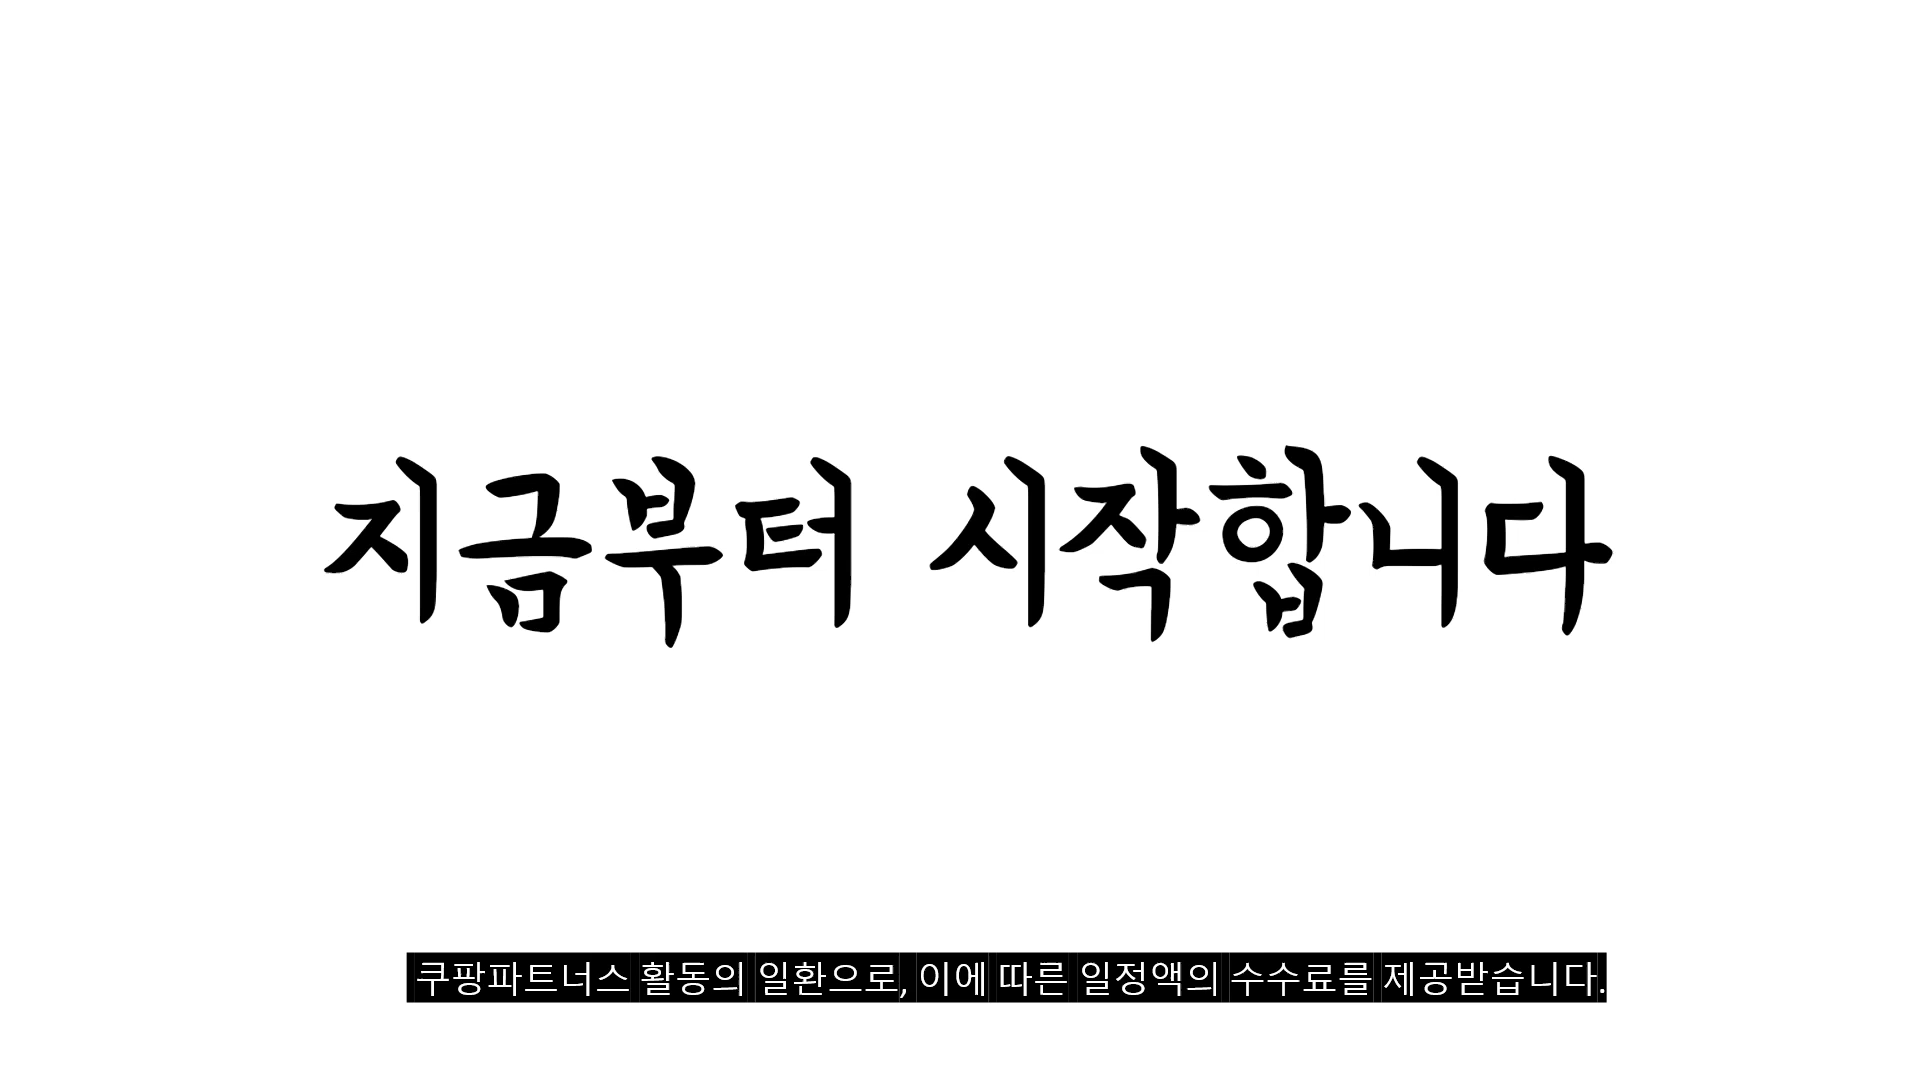 지금부터 시작합니다
쿠팡파트너스 활동의 일환으로, 이에 따른 일정액의 수수료를 제공받습니다.